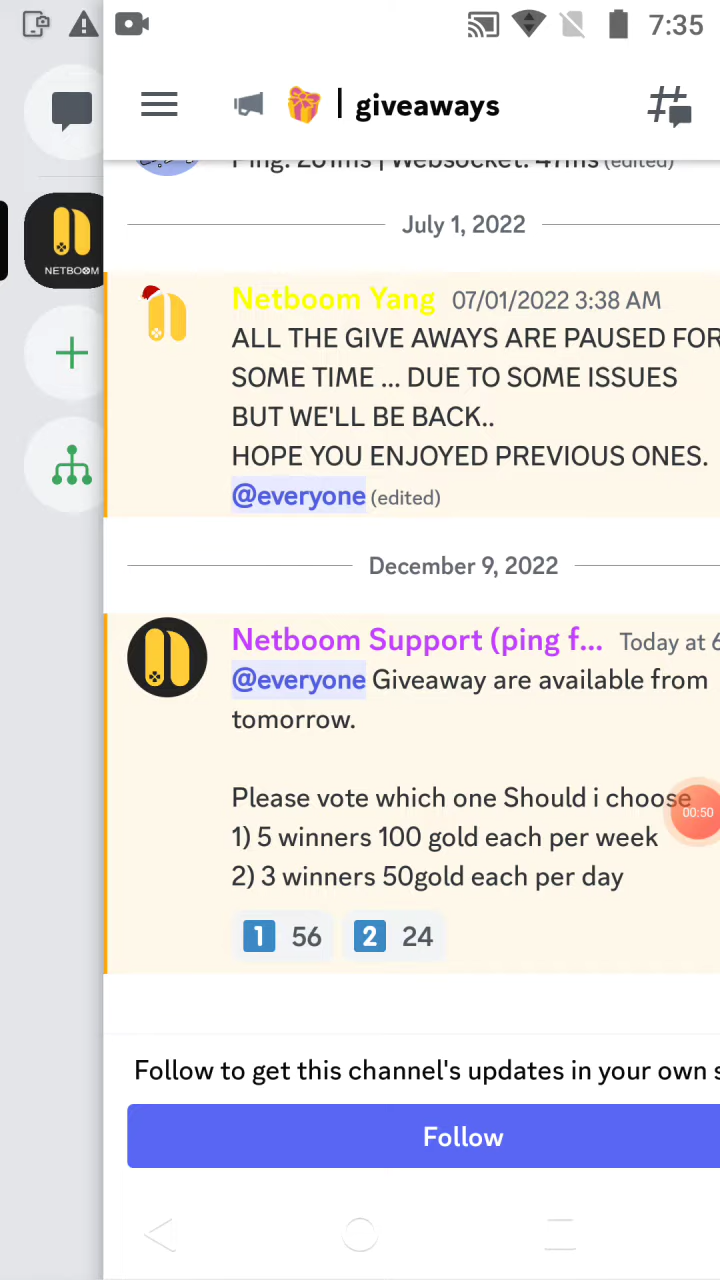 7:35
| giveaways
Ping: 261ms | Websocket: 47ms (edited)
July 1, 2022
NETBOOM
Netboom Yang 07/01/2022 3:38 AM
ALL THE GIVE AWAYS ARE PAUSED FOR
SOME TIME ... DUE TO SOME ISSUES
BUT WE'LL BE BACK..
HOPE YOU ENJOYED PREVIOUS ONES.
@everyone (edited)
December 9, 2022
Netboom Support (ping f... Today at 6
@everyone Giveaway are available from
tomorrow.
Please vote which one Should i choose
00:50
1) 5 winners 100 gold each per week
2) 3 winners 50gold each per day
1 56 2 24
Follow to get this channel's updates in your own s
Follow